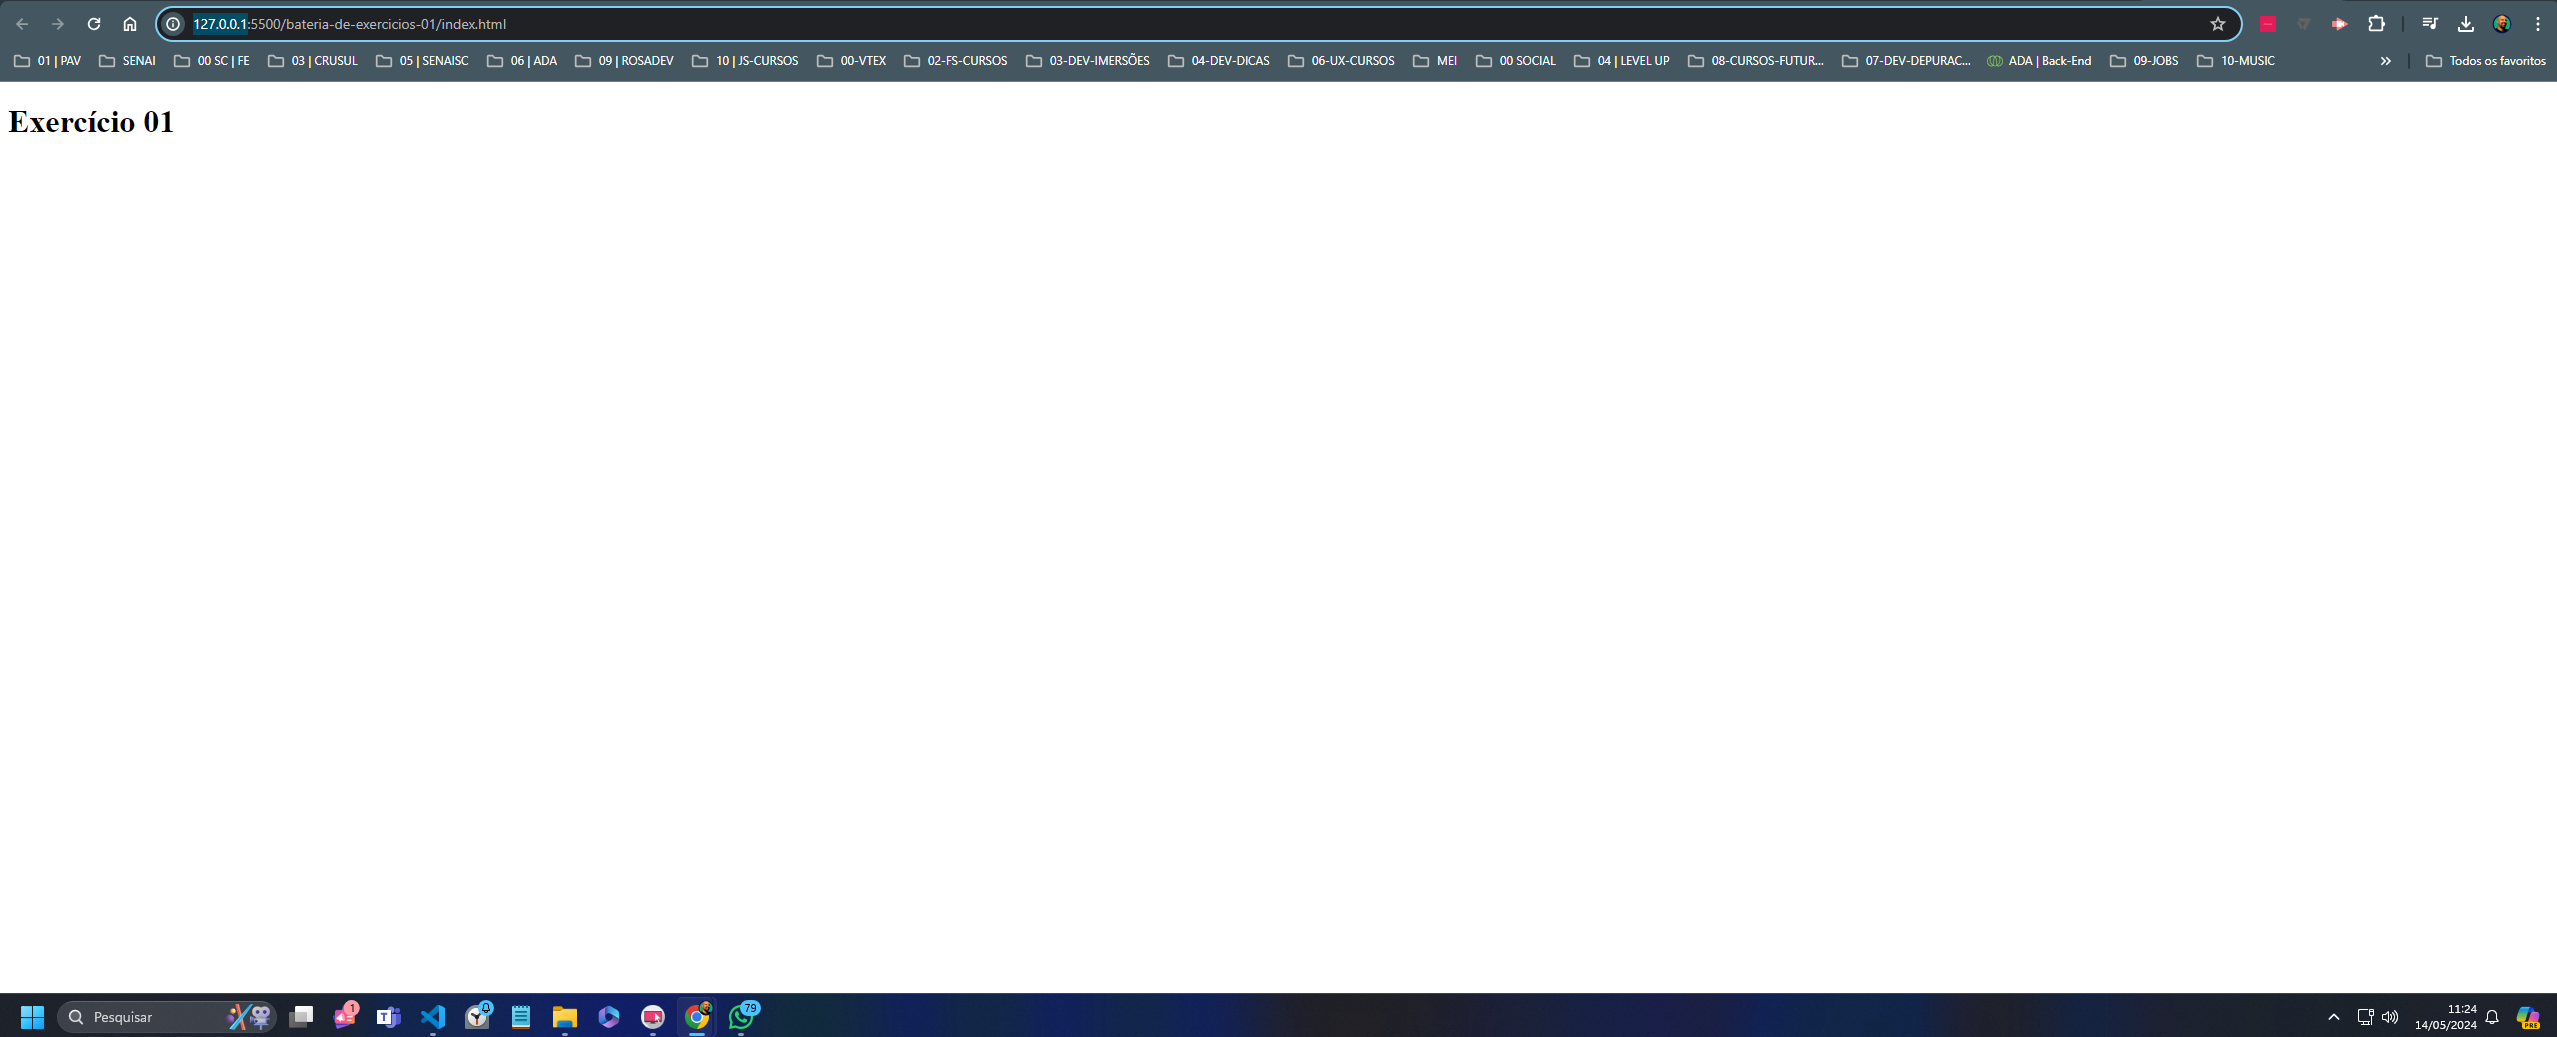 127.0.0.1:5500/bateria-de-exercicios-01/index.html
01 | PAV SENAI 00 SC | FE 03 | CRUSUL 05 | SENAISC 06 | ADA 09 | ROSADEV 10 | JS-CURSOS 00-VTEX 02-FS-CURSOS 03-DEV-IMERSÕES 04-DEV-DICAS 06-UX-CURSOS MEI 00 SOCIAL 04 | LEVEL UP 08-CURSOS-FUTUR... 07-DEV-DEPURAC... ADA | Back-End 09-JOBS 10-MUSIC » Todos os favoritos
Exercício 01
Pesquisar 1 T 79 11:24
14/05/2024 PRE